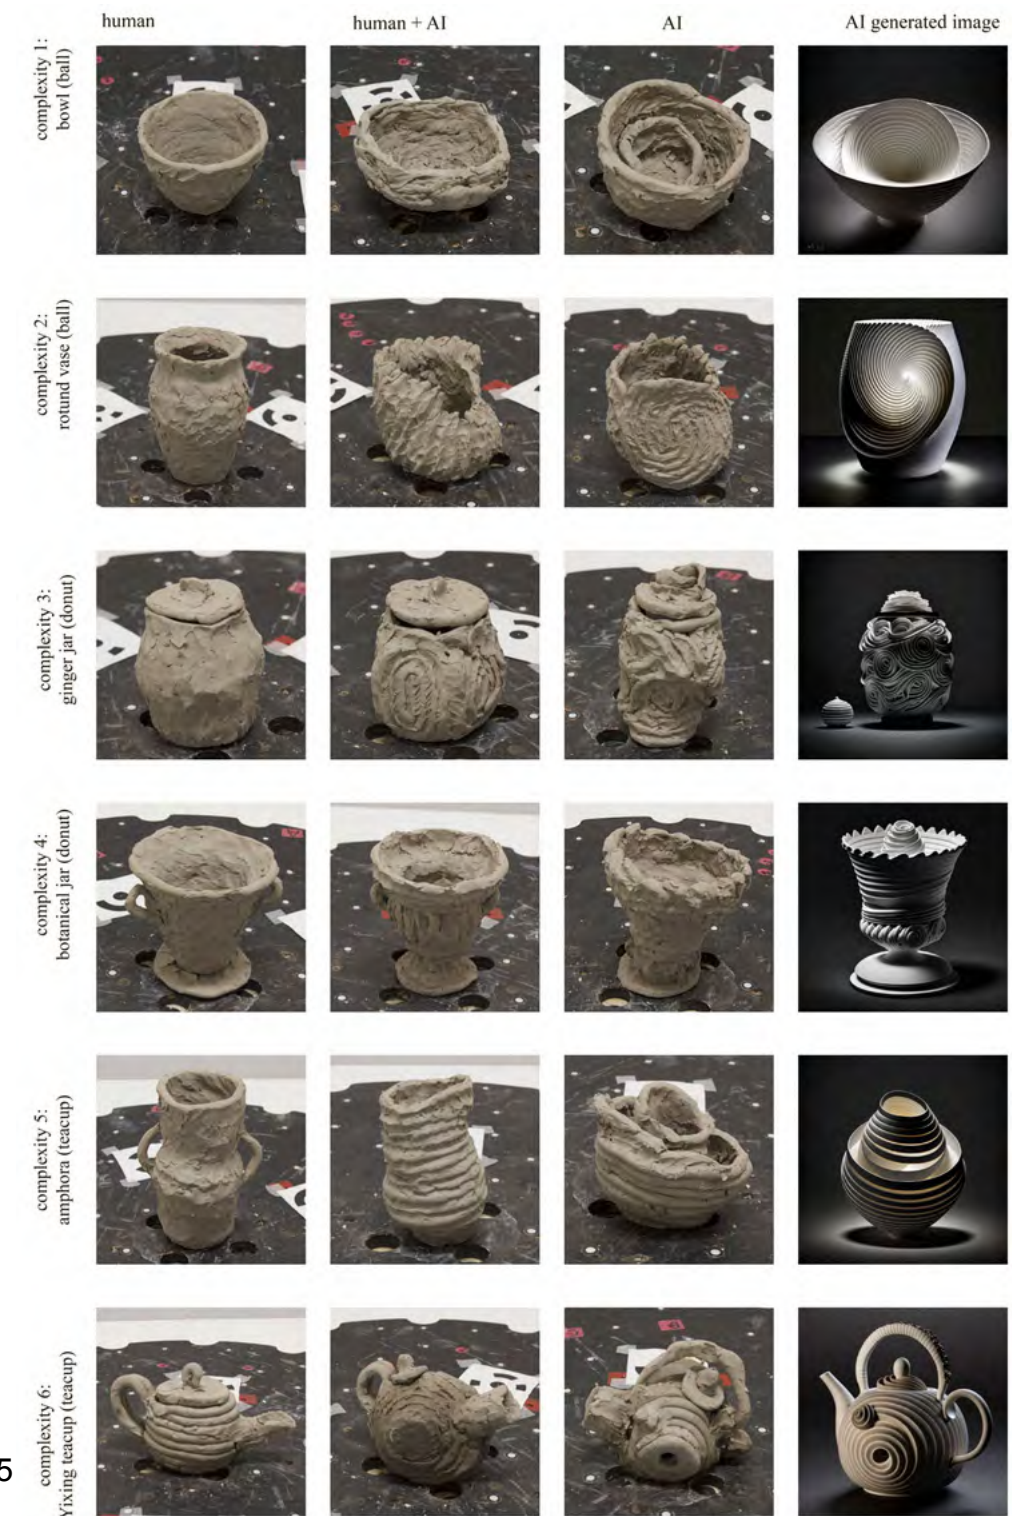 human
human + AI
AI
AI generated image
complexity 1:
bowl (ball)
complexity 2:
rotund vase (ball)
complexity 3:
ginger jar (donut)
complexity 4:
botanical jar (donut)
complexity 5:
amphora (teacup)
complexity 6:
Yixing teacup (teacup)
5